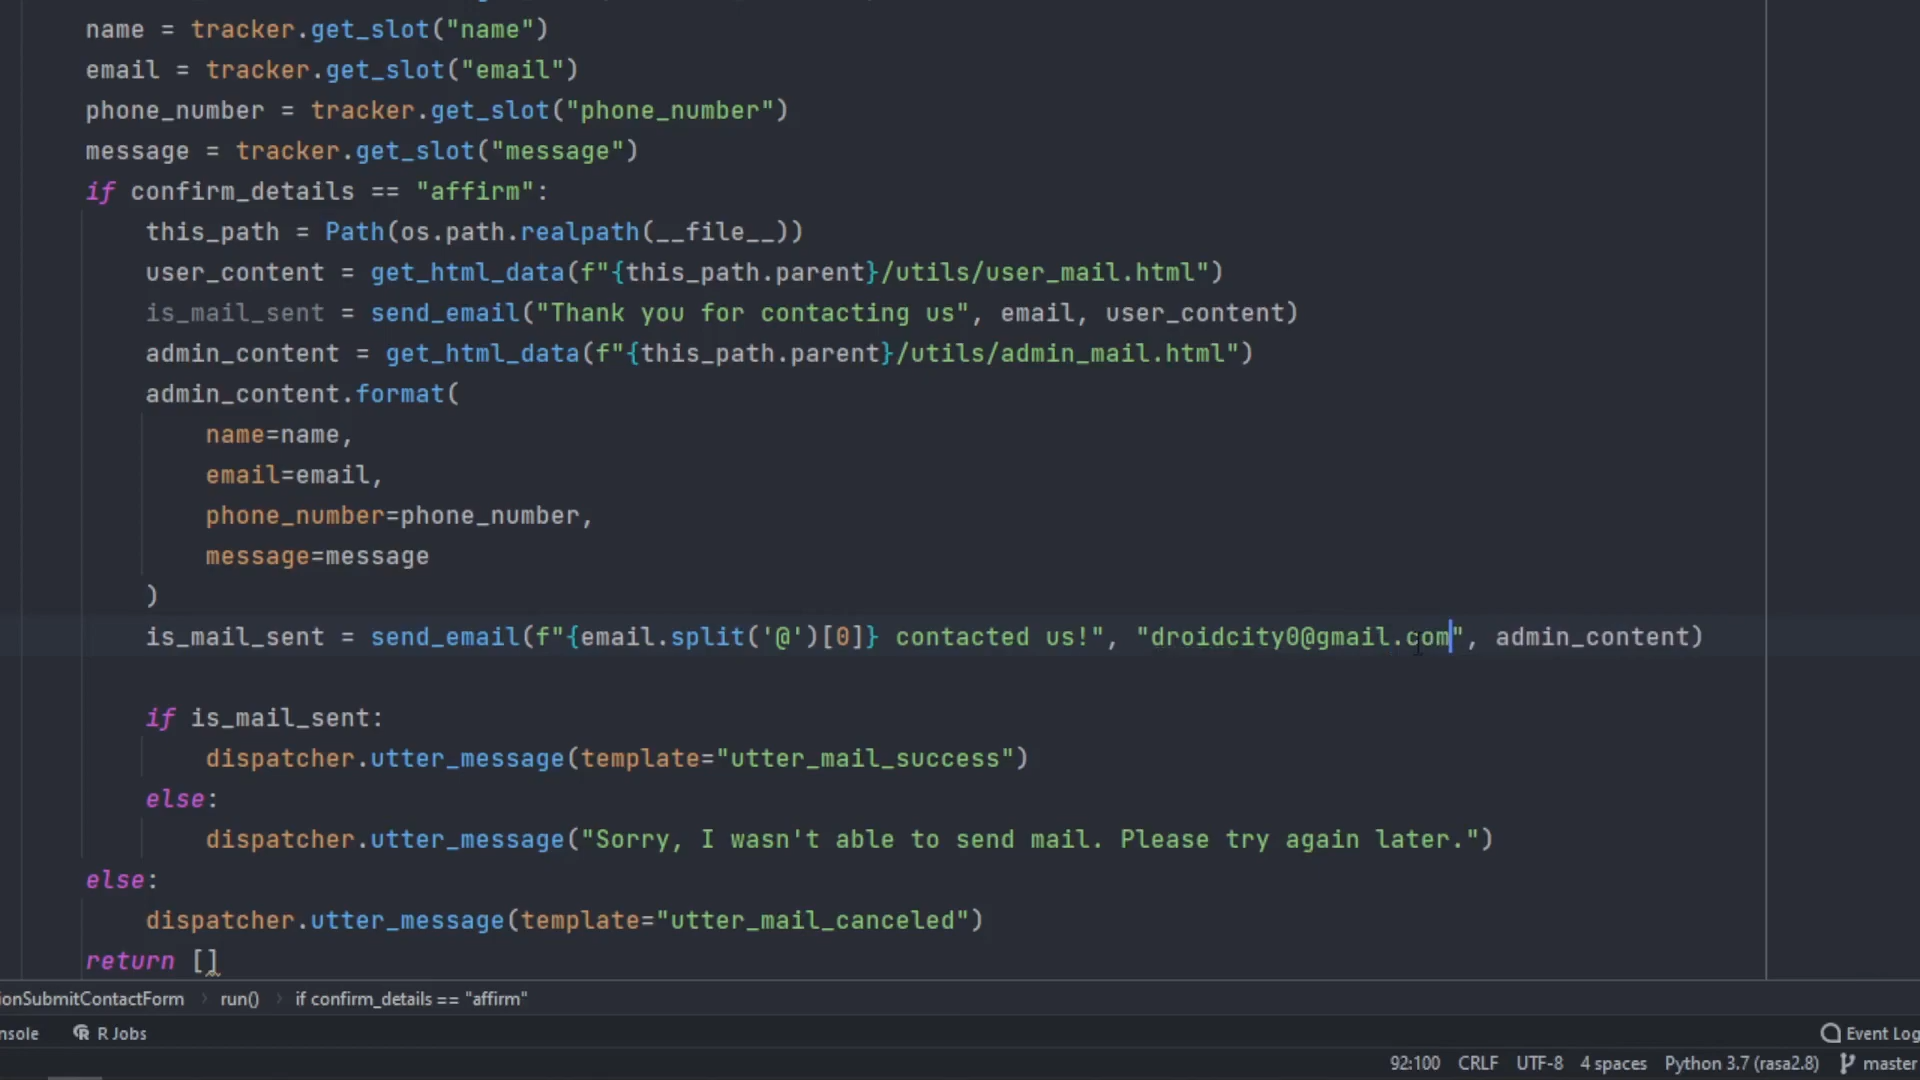 name = tracker.get_slot("name")
email = tracker.get_slot("email")
phone_number = tracker.get_slot("phone_number")
message = tracker.get_slot("message")
if confirm_details == "affirm":
this_path = Path(os.path.realpath(__file__))
user_content = get_html_data(f"{this_path.parent}/utils/user_mail.html")
is_mail_sent = send_email("Thank you for contacting us", email, user_content)
admin_content = get_html_data(f"{this_path.parent}/utils/admin_mail.html")
admin_content.format(
name=name,
email=email,
phone_number=phone_number,
message=message
)
is_mail_sent = send_email(f"{email.split('@')[0]} contacted us!", "droidcity0@gmail.com", admin_content)
if is_mail_sent:
dispatcher.utter_message(template="utter_mail_success")
else:
dispatcher.utter_message("Sorry, I wasn't able to send mail. Please try again later.")
else:
dispatcher.utter_message(template="utter_mail_canceled")
return []
ionSubmitContactForm › run() › if confirm_details == "affirm"
nsole R Jobs Event Log
92:100 CRLF UTF-8 4 spaces Python 3.7 (rasa2.8) master